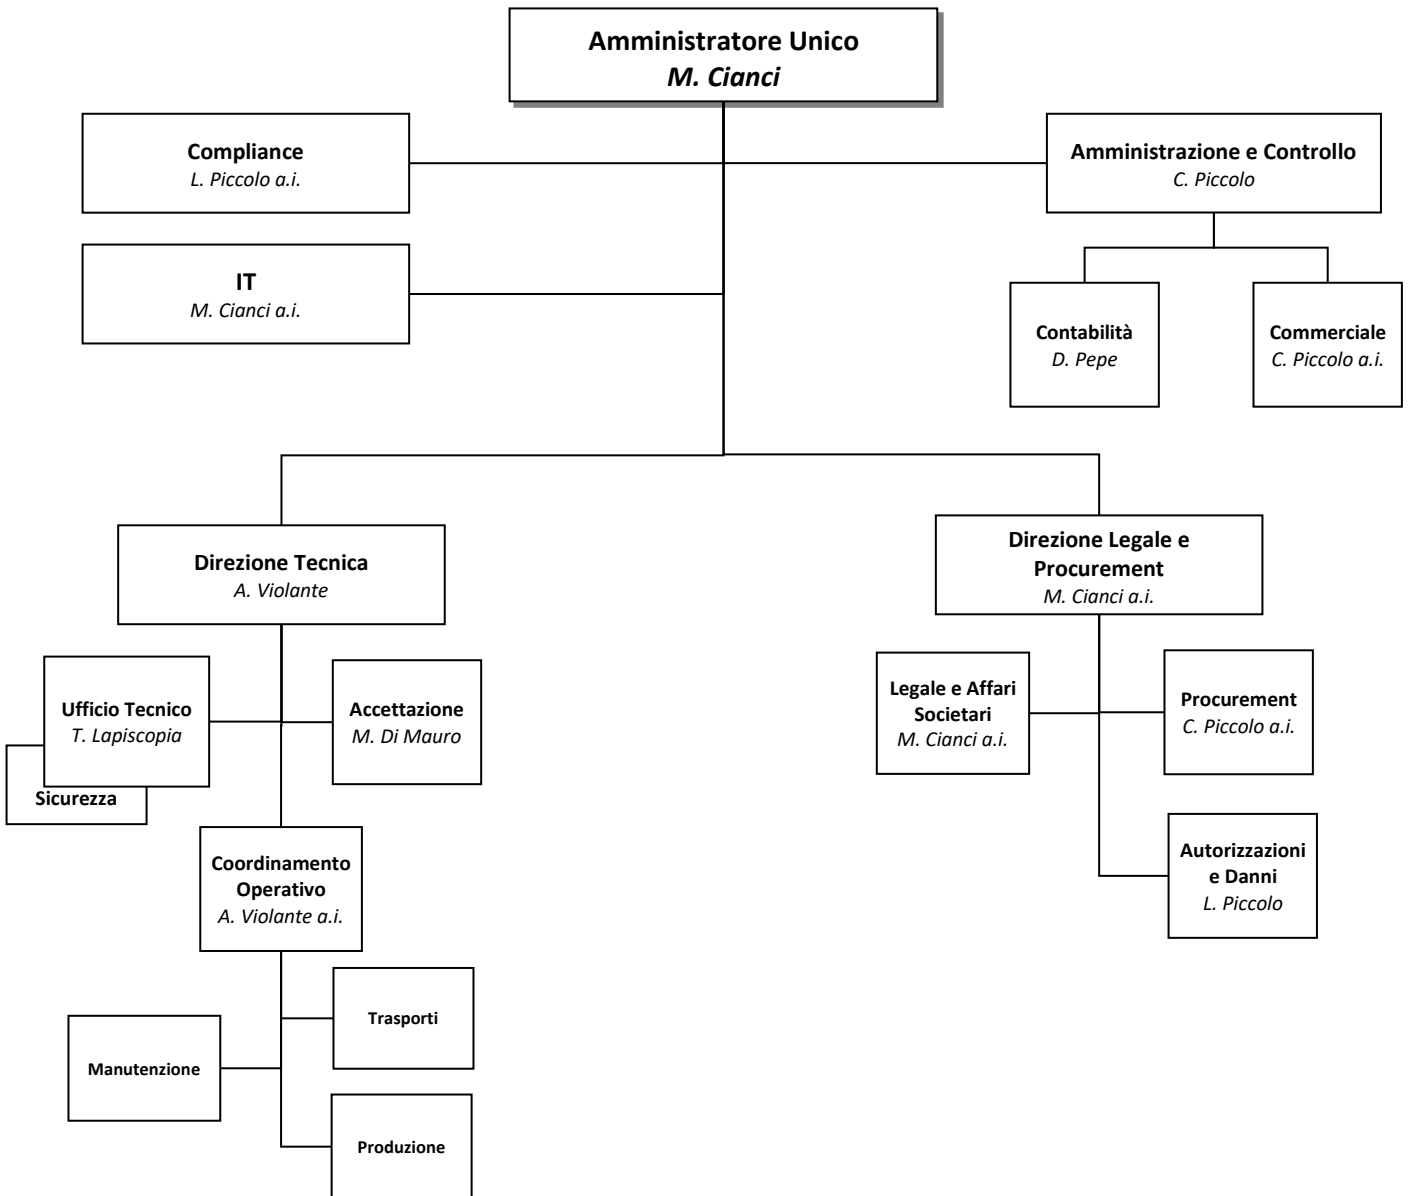 Amministratore Unico
M. Cianci
Compliance
L. Piccolo a.i.
Amministrazione e Controllo
C. Piccolo
IT
M. Cianci a.i.
Contabilità
D. Pepe
Commerciale
C. Piccolo a.i.
Direzione Tecnica
A. Violante
Direzione Legale e
Procurement
M. Cianci a.i.
Ufficio Tecnico
T. Lapiscopia
Sicurezza
Accettazione
M. Di Mauro
Legale e Affari
Societari
M. Cianci a.i.
Procurement
C. Piccolo a.i.
Coordinamento
Operativo
A. Violante a.i.
Autorizzazioni
e Danni
L. Piccolo
Trasporti
Manutenzione
Produzione